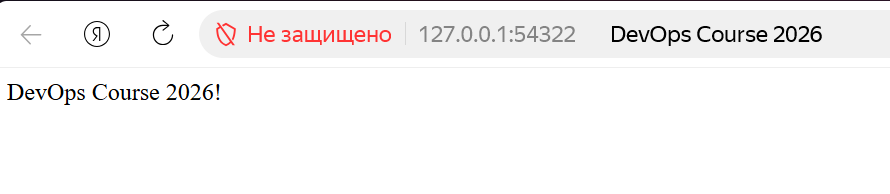 Я Не защищено 127.0.0.1:54322 DevOps Course 2026
DevOps Course 2026!